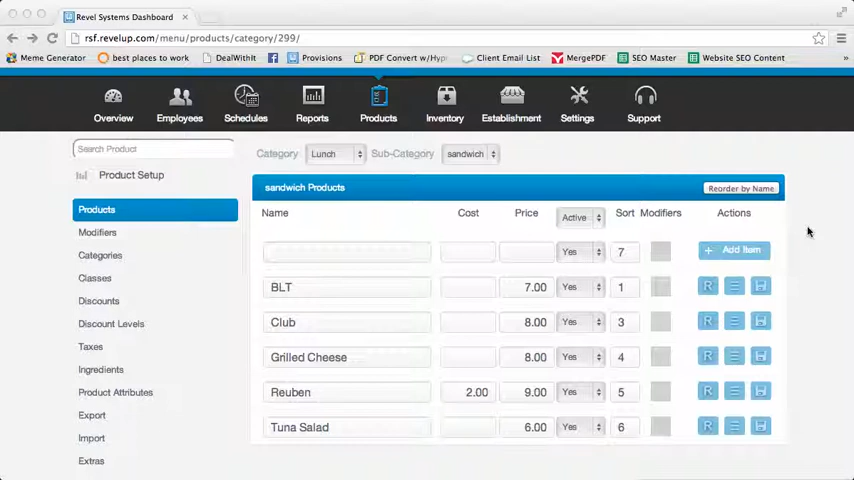 Revel Systems Dashboard
rsf.revelup.com/menu/products/category/299/
Meme Generator best places to work DealWithIt Provisions PDF Convert w/Hyp Client Email List MergePDF SEO Master Website SEO Content »
Overview Employees Schedules Reports Products Inventory Establishment Settings Support
Search Product
Category Lunch Sub-Category sandwich
Product Setup
sandwich Products Reorder by Name
Name Cost Price Active Sort Modifiers Actions
Yes 7 + Add Item
BLT 7.00 Yes 1 R
Club 8.00 Yes 3 R
Grilled Cheese 8.00 Yes 4 R
Reuben 2.00 9.00 Yes 5 R
Tuna Salad 6.00 Yes 6 R
Products
Modifiers
Categories
Classes
Discounts
Discount Levels
Taxes
Ingredients
Product Attributes
Export
Import
Extras